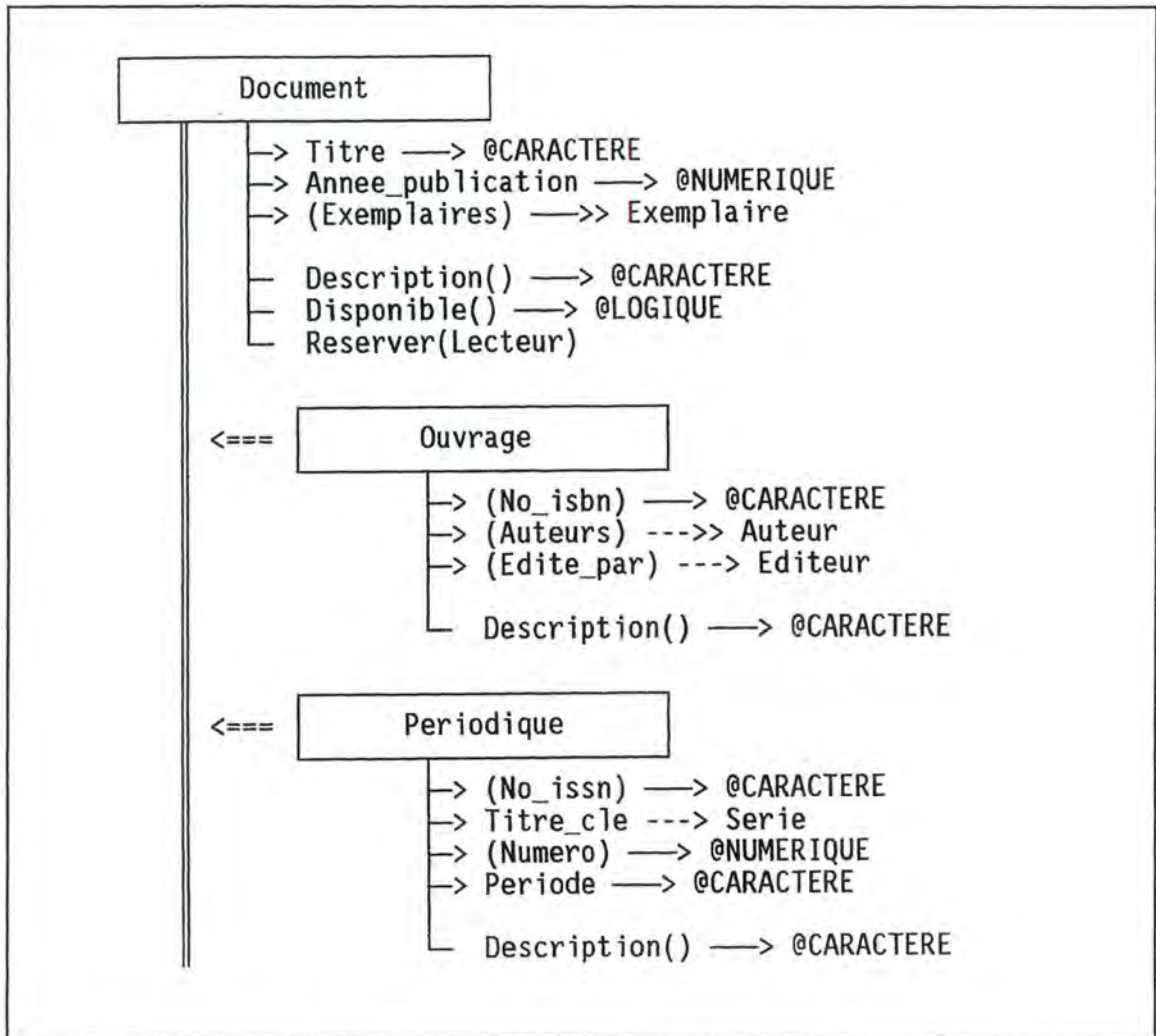 Document
—> Titre ——> @CARACTERE
—> Annee_publication ——> @NUMERIQUE
—> (Exemplaires) ——>> Exemplaire
— Description() ——> @CARACTERE
— Disponible() ——> @LOGIQUE
— Reserver(Lecteur)
<=== Ouvrage
—> (No_isbn) ——> @CARACTERE
—> (Auteurs) --->> Auteur
—> (Edite_par) ---> Editeur
— Description() ——> @CARACTERE
<=== Periodique
—> (No_issn) ——> @CARACTERE
—> Titre_cle ---> Serie
—> (Numero) ——> @NUMERIQUE
—> Periode ——> @CARACTERE
— Description() ——> @CARACTERE